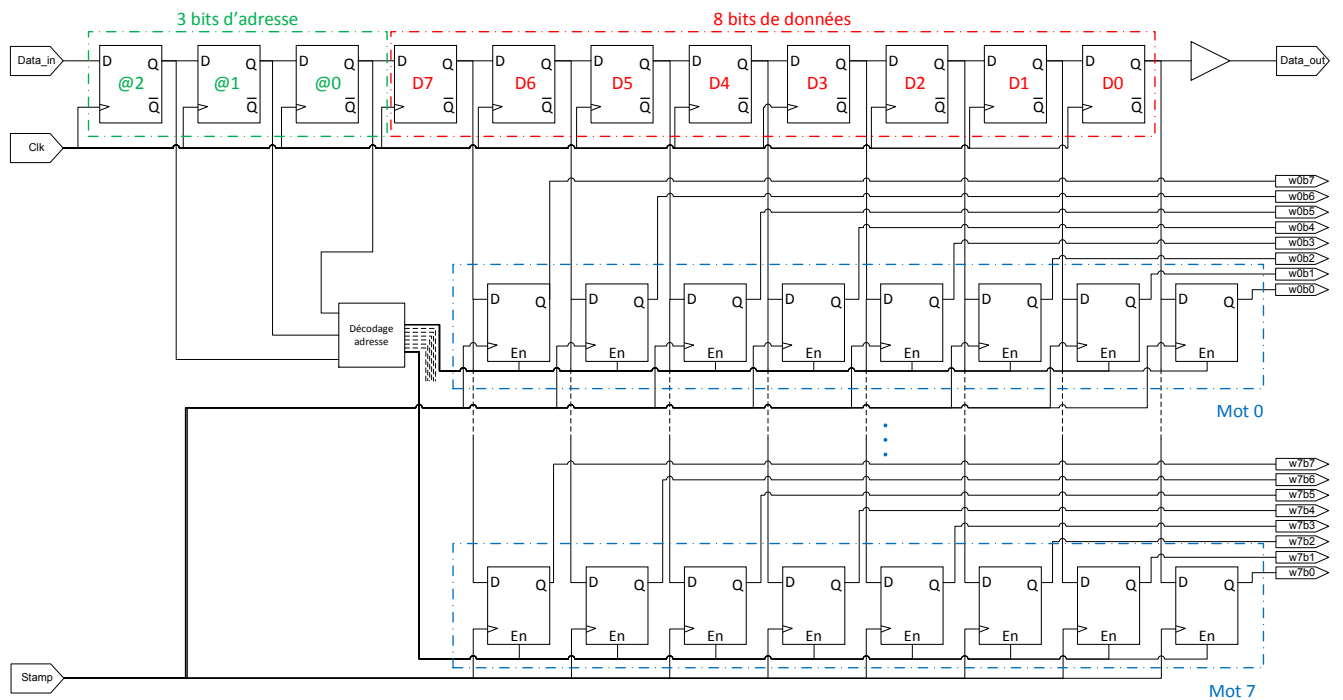 3 bits d’adresse
8 bits de données
Data_in
D Q @2 Q
D Q @1 Q
D Q @0 Q
D Q D7 Q
D Q D6 Q
D Q D5 Q
D Q D4 Q
D Q D3 Q
D Q D2 Q
D Q D1 Q
D Q D0 Q
Data_out
Clk
w0b7
w0b6
w0b5
w0b4
w0b3
w0b2
w0b1
w0b0
Décodage
adresse
D Q En
D Q En
D Q En
D Q En
D Q En
D Q En
D Q En
D Q En
Mot 0
w7b7
w7b6
w7b5
w7b4
w7b3
w7b2
w7b1
w7b0
D Q En
D Q En
D Q En
D Q En
D Q En
D Q En
D Q En
D Q En
Stamp
Mot 7